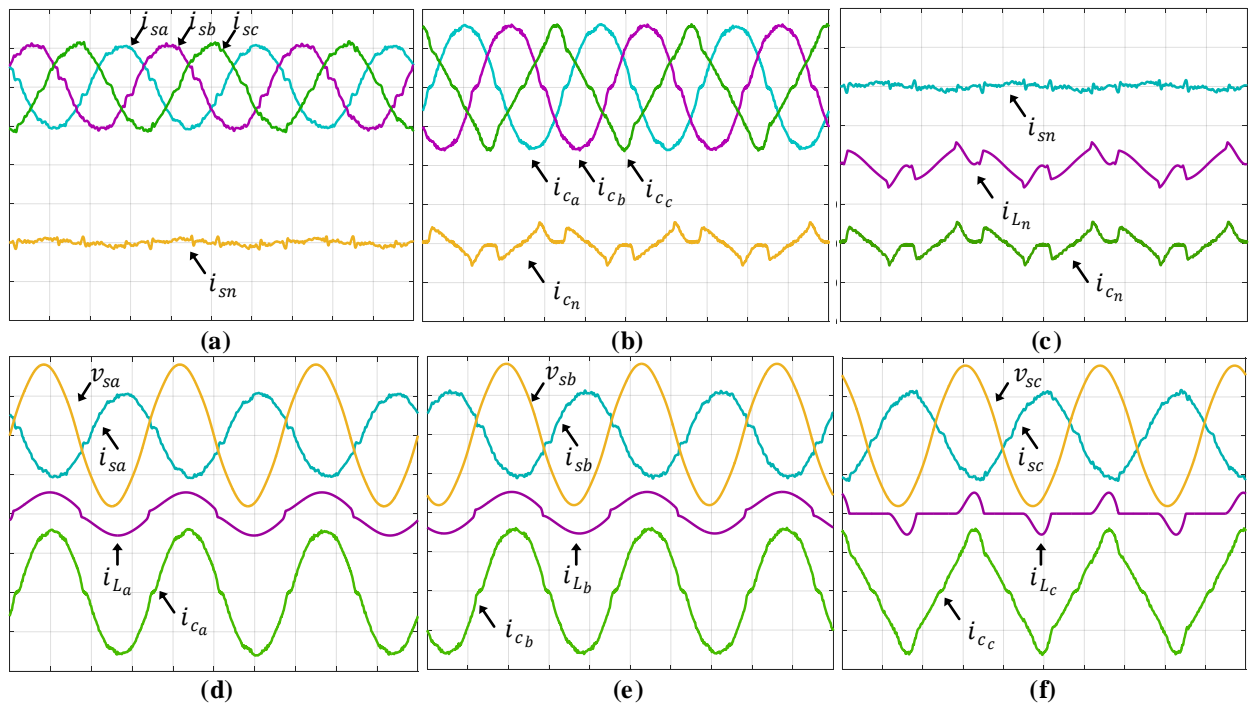 i_sa i_sb i_sc
i_sn
(a)
i_ca i_cb i_cc
i_cn
(b)
i_sn
i_Ln
i_cn
(c)
v_sa
i_sa
i_La
i_ca
(d)
v_sb
i_sb
i_Lb
i_cb
(e)
v_sc
i_sc
i_Lc
i_cc
(f)